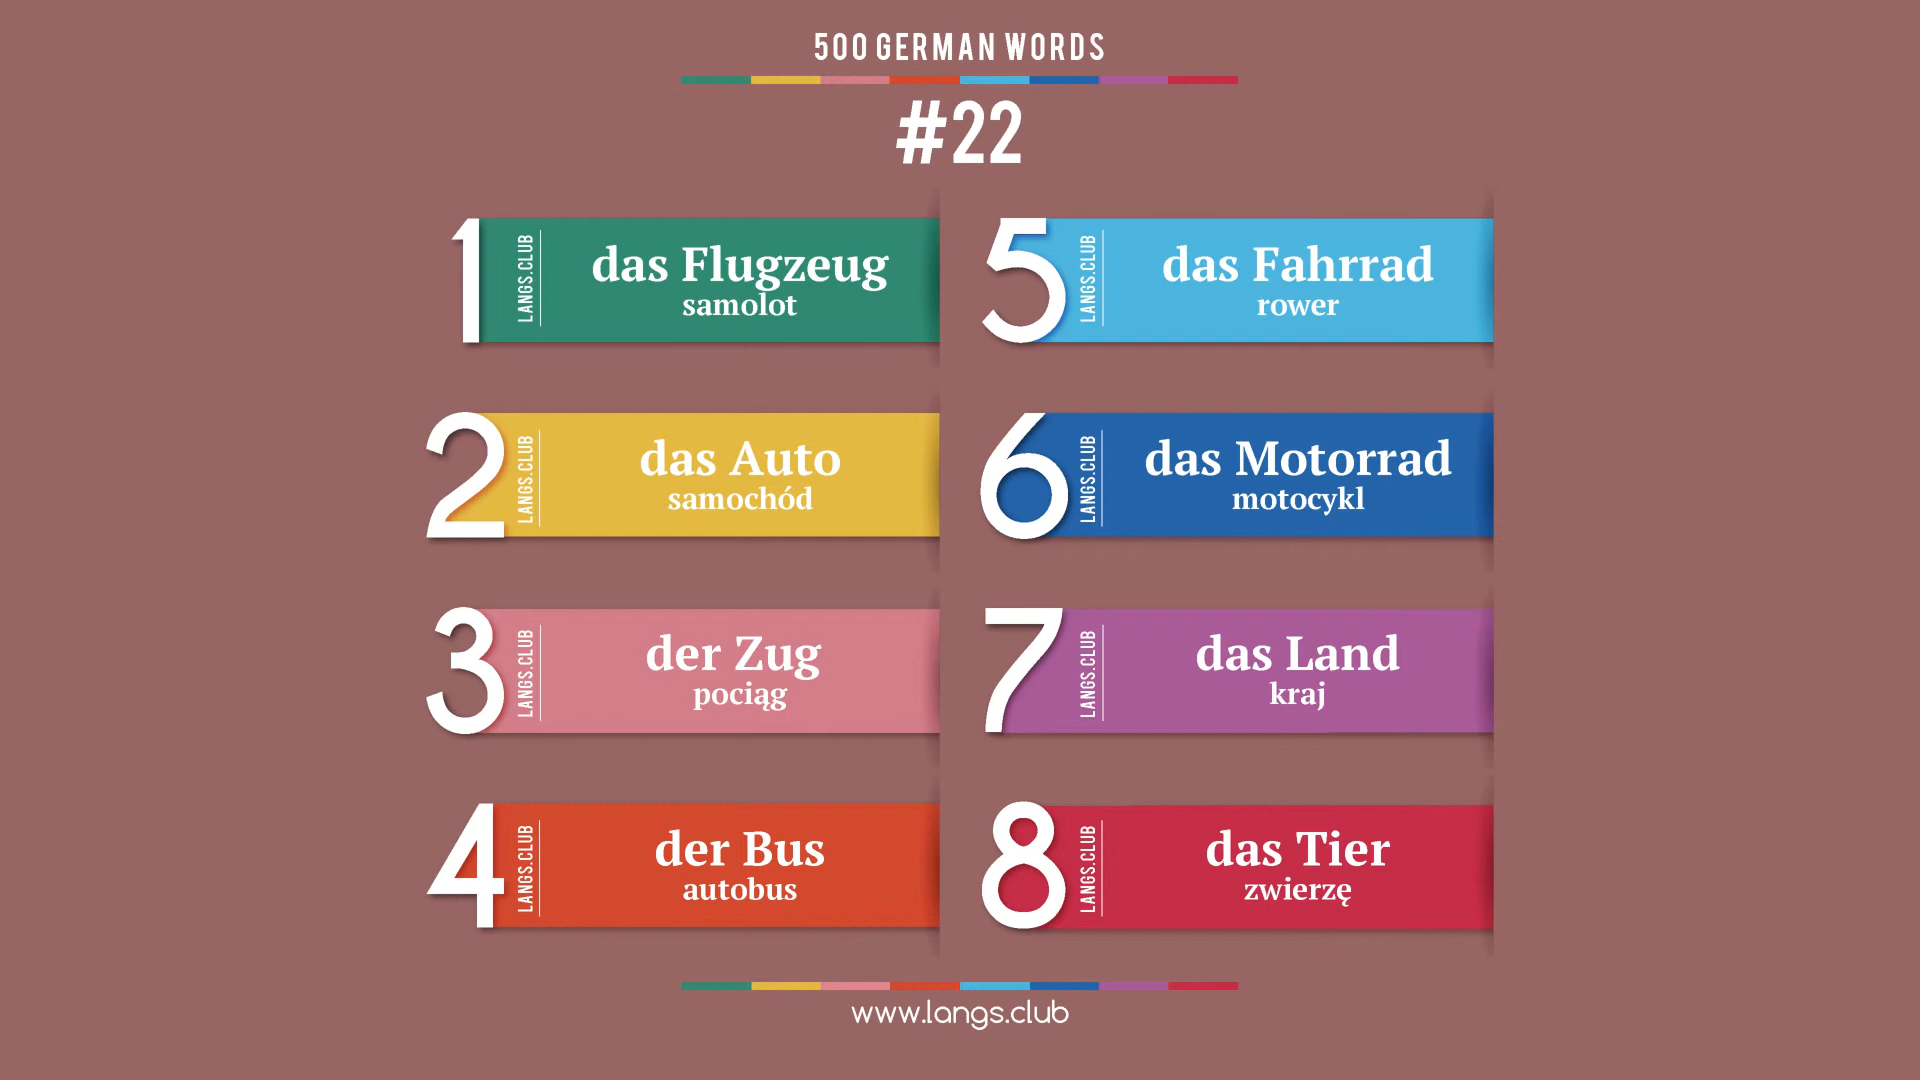 500 GERMAN WORDS
#22
1
LANGS.CLUB
das Flugzeug
samolot
2
LANGS.CLUB
das Auto
samochód
3
LANGS.CLUB
der Zug
pociąg
4
LANGS.CLUB
der Bus
autobus
5
LANGS.CLUB
das Fahrrad
rower
6
LANGS.CLUB
das Motorrad
motocykl
7
LANGS.CLUB
das Land
kraj
8
LANGS.CLUB
das Tier
zwierzę
www.langs.club